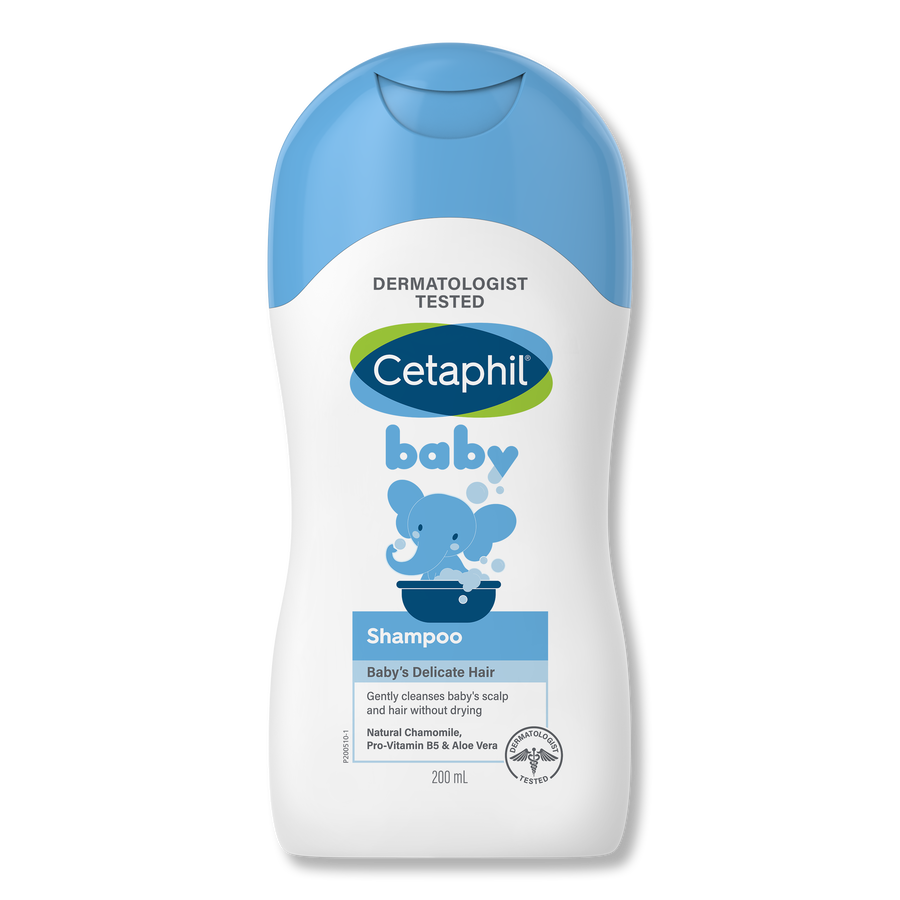 DERMATOLOGIST
TESTED
Cetaphil®
baby
Shampoo
Baby's Delicate Hair
Gently cleanses baby's scalp
and hair without drying
Natural Chamomile,
Pro-Vitamin B5 & Aloe Vera
P200510-1
DERMATOLOGIST
TESTED
200 mL